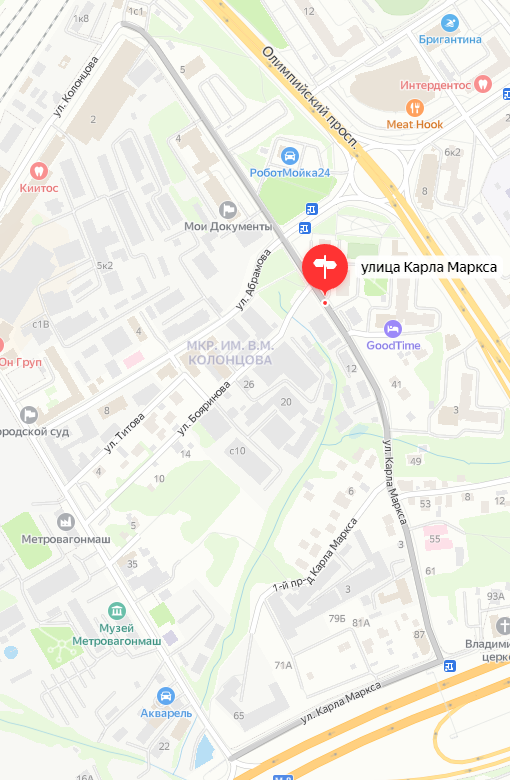 1к8
1с1
Бригантина
ул. Колонцова
5
Олимпийский просп.
Интердентос
2
Meat Hook
4
6к2
Киитос
РоботМойка24
Мои Документы
5к2
ул. Абрамова
улица Карла Маркса
с1В
МКР. ИМ. В.М.
КОЛОНЦОВА
GoodTime
Он Груп
4
12
26
41
20
8
ородской суд
ул. Титова
ул. Бояринова
4
с10
14
49
ул. Карла Маркса
10
6
8
12
53
Метровагонмаш
5
1-й пр-д Карла Маркса
3
35
61
3
93А
Музей
Метровагонмаш
79Б
81А
87
Владими
церк
71А
Акварель
65
ул. Карла Маркса
22
16А